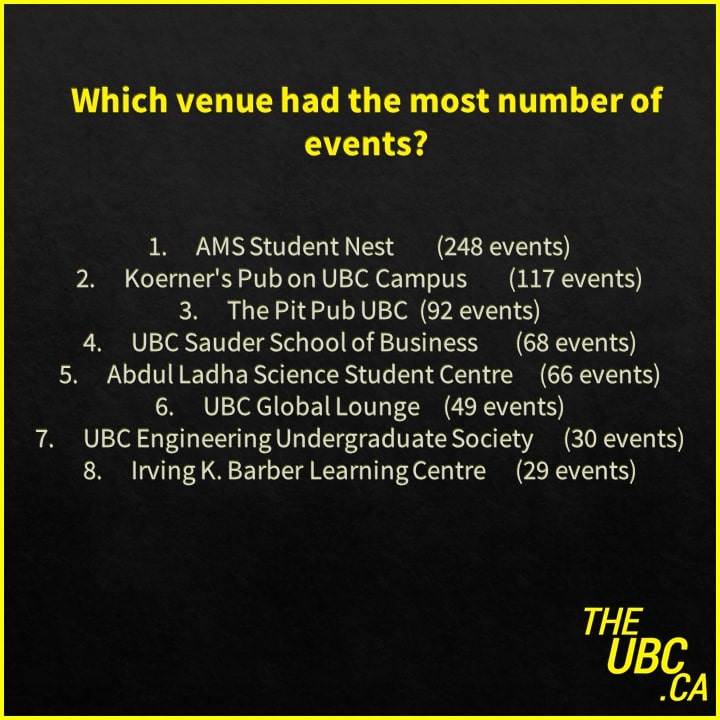 Which venue had the most number of
events?
1. AMS Student Nest (248 events)
2. Koerner's Pub on UBC Campus (117 events)
3. The Pit Pub UBC (92 events)
4. UBC Sauder School of Business (68 events)
5. Abdul Ladha Science Student Centre (66 events)
6. UBC Global Lounge (49 events)
7. UBC Engineering Undergraduate Society (30 events)
8. Irving K. Barber Learning Centre (29 events)
THE
UBC
.CA